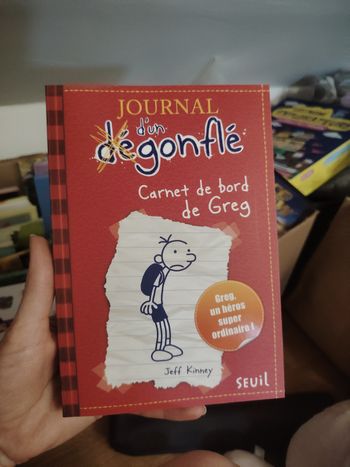 JOURNAL
d'un
dégonflé
Carnet de bord
de Greg
Greg,
un héros
super
ordinaire !
Jeff Kinney
SEUIL